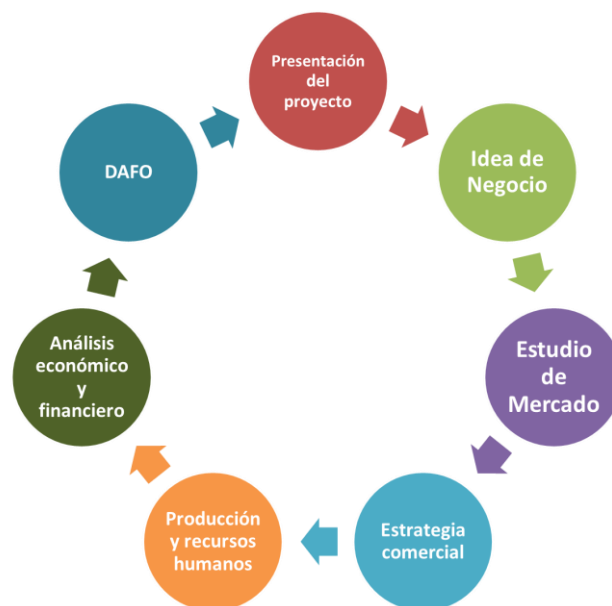 Presentación
del
proyecto
Idea de
Negocio
Estudio
de
Mercado
Estrategia
comercial
Producción
y recursos
humanos
Análisis
económico
y
financiero
DAFO